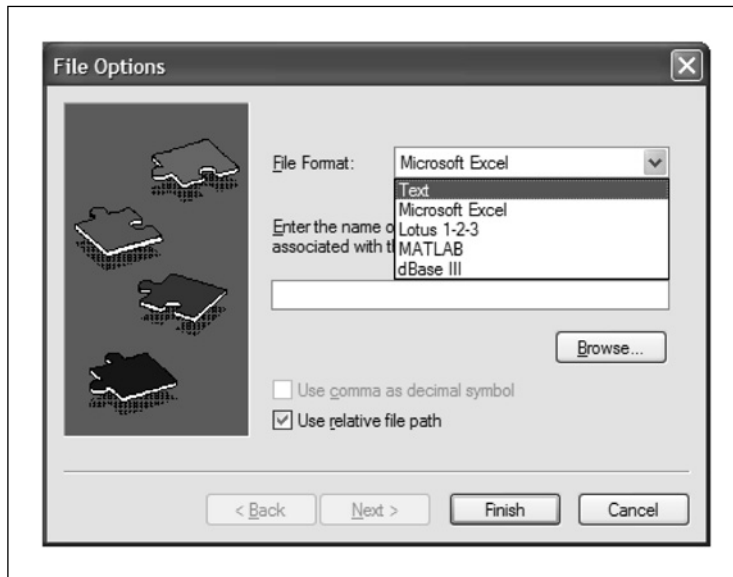 File Options
File Format:
Microsoft Excel
Text
Microsoft Excel
Lotus 1-2-3
MATLAB
dBase III
Enter the name o
associated with t
Browse...
Use comma as decimal symbol
Use relative file path
< Back
Next >
Finish
Cancel